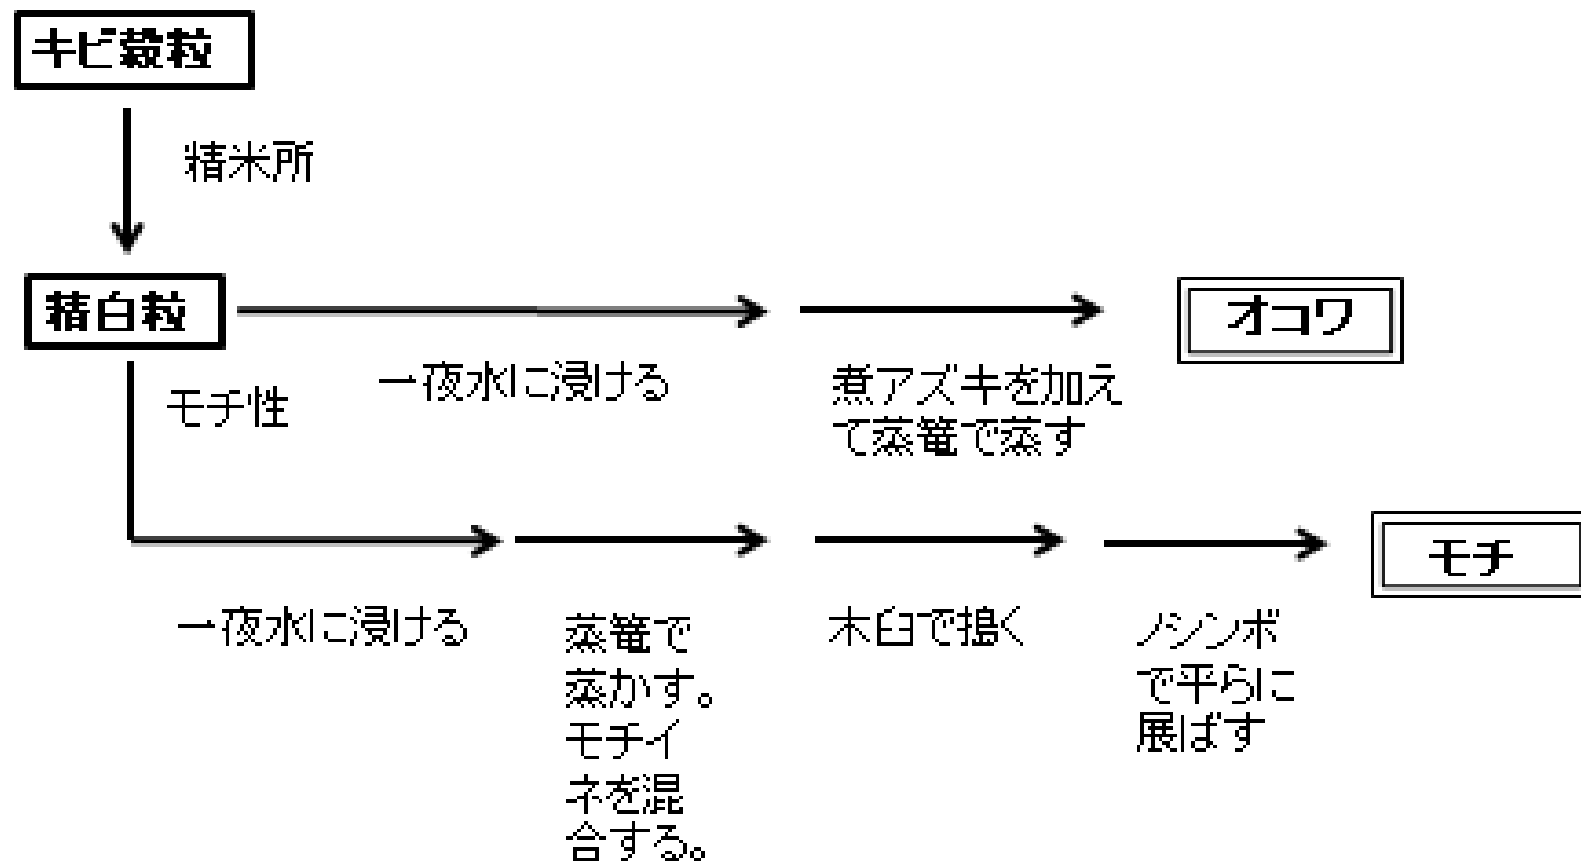 キビ穀粒
精米所
精白粒
オコワ
一夜水に浸ける
煮アズキを加え
て蒸篭で蒸す
モチ性
モチ
一夜水に浸ける
蒸篭で
蒸かす。
モチイ
ネを混
合する。
木臼で搗く
ノシンボ
で平らに
展ばす